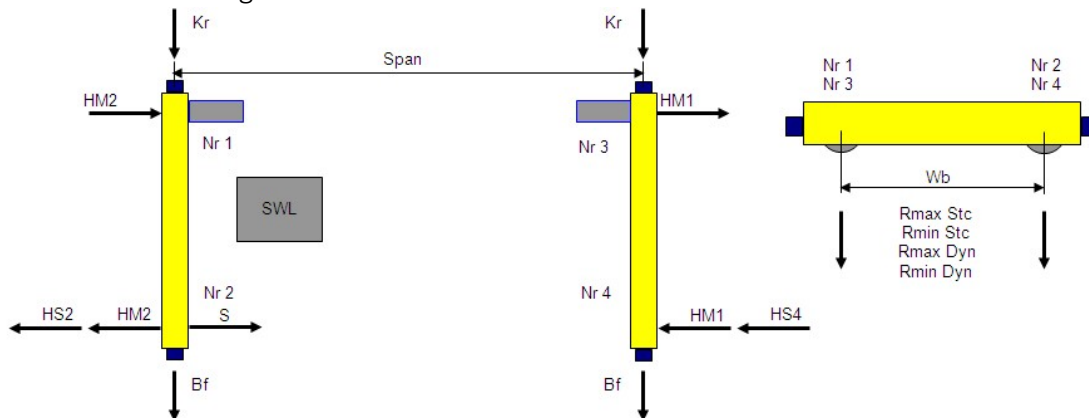 Kr
Kr
Span
Nr 1
Nr 3
Nr 2
Nr 4
HM2
HM1
Nr 1
Nr 3
Wb
SWL
Rmax Stc
Rmin Stc
Rmax Dyn
Rmin Dyn
Nr 2
Nr 4
HS2
HM2
S
HM1
HS4
Bf
Bf